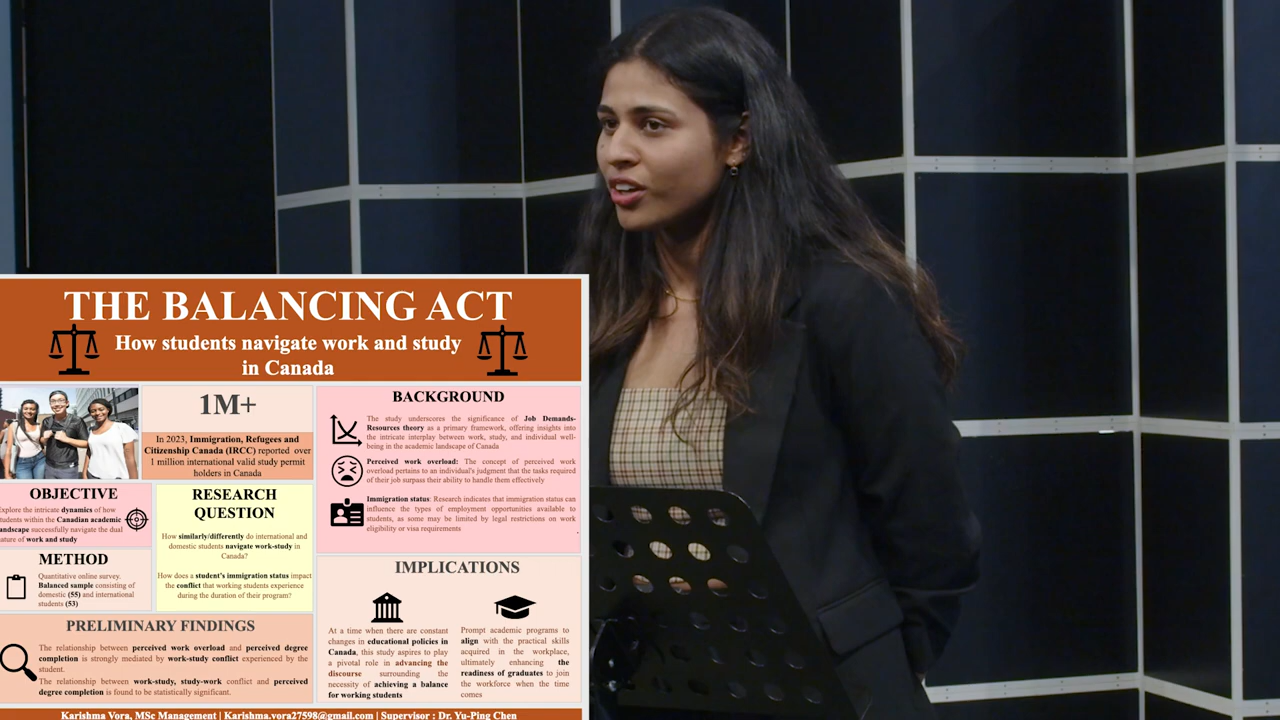 THE BALANCING ACT
How students navigate work and study
in Canada
1M+
In 2023, Immigration, Refugees and
Citizenship Canada (IRCC) reported over
1 million international valid study permit
holders in Canada
OBJECTIVE
Explore the intricate dynamics of how
students within the Canadian academic
landscape successfully navigate the dual
nature of work and study
METHOD
Quantitative online survey.
Balanced sample consisting of
domestic (55) and international
students (53)
RESEARCH
QUESTION
How similarly/differently do international and
domestic students navigate work-study in
Canada?
How does a student's immigration status impact
the conflict that working students experience
during the duration of their program?
PRELIMINARY FINDINGS
The relationship between perceived work overload and perceived degree
completion is strongly mediated by work-study conflict experienced by the
student.
The relationship between work-study, study-work conflict and perceived
degree completion is found to be statistically significant.
BACKGROUND
The study underscores the significance of Job Demands-
Resources theory as a primary framework, offering insights into
the intricate interplay between work, study, and individual well-
being in the academic landscape of Canada
Perceived work overload: The concept of perceived work
overload pertains to an individual's judgment that the tasks required
of their job surpass their ability to handle them effectively
Immigration status: Research indicates that immigration status can
influence the types of employment opportunities available to
students, as some may be limited by legal restrictions on work
eligibility or visa requirements
IMPLICATIONS
At a time when there are constant
changes in educational policies in
Canada, this study aspires to play
a pivotal role in advancing the
discourse surrounding the
necessity of achieving a balance
for working students
Prompt academic programs to
align with the practical skills
acquired in the workplace,
ultimately enhancing the
readiness of graduates to join
the workforce when the time
comes
Karishma Vora, MSc Management | Karishma.vora27598@gmail.com | Supervisor : Dr. Yu-Ping Chen